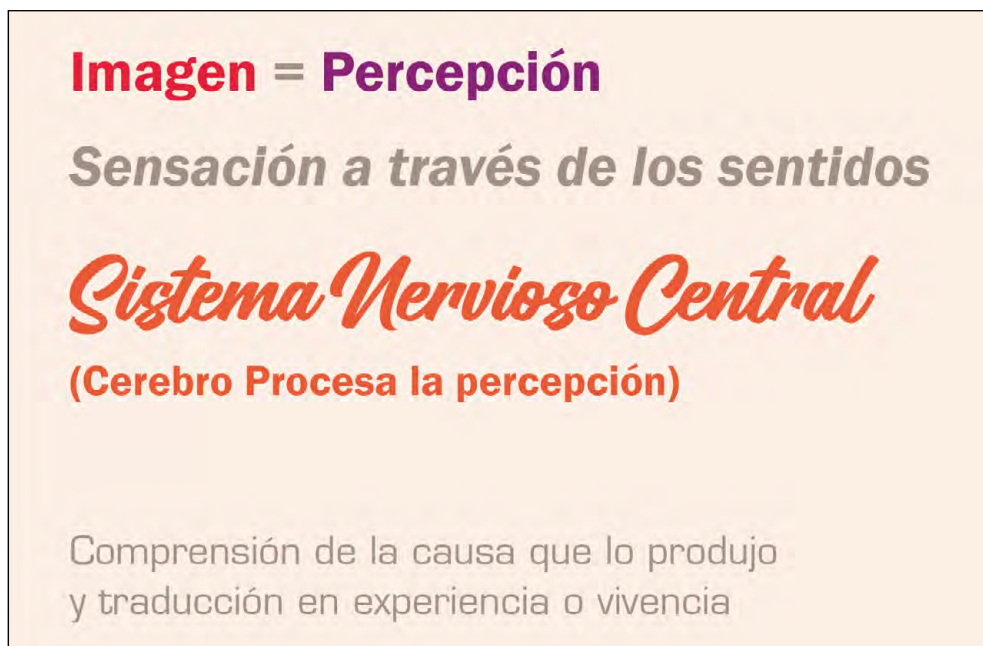 Imagen = Percepción
Sensación a través de los sentidos
Sistema Nervioso Central
(Cerebro Procesa la percepción)
Comprensión de la causa que lo produjo
y traducción en experiencia o vivencia